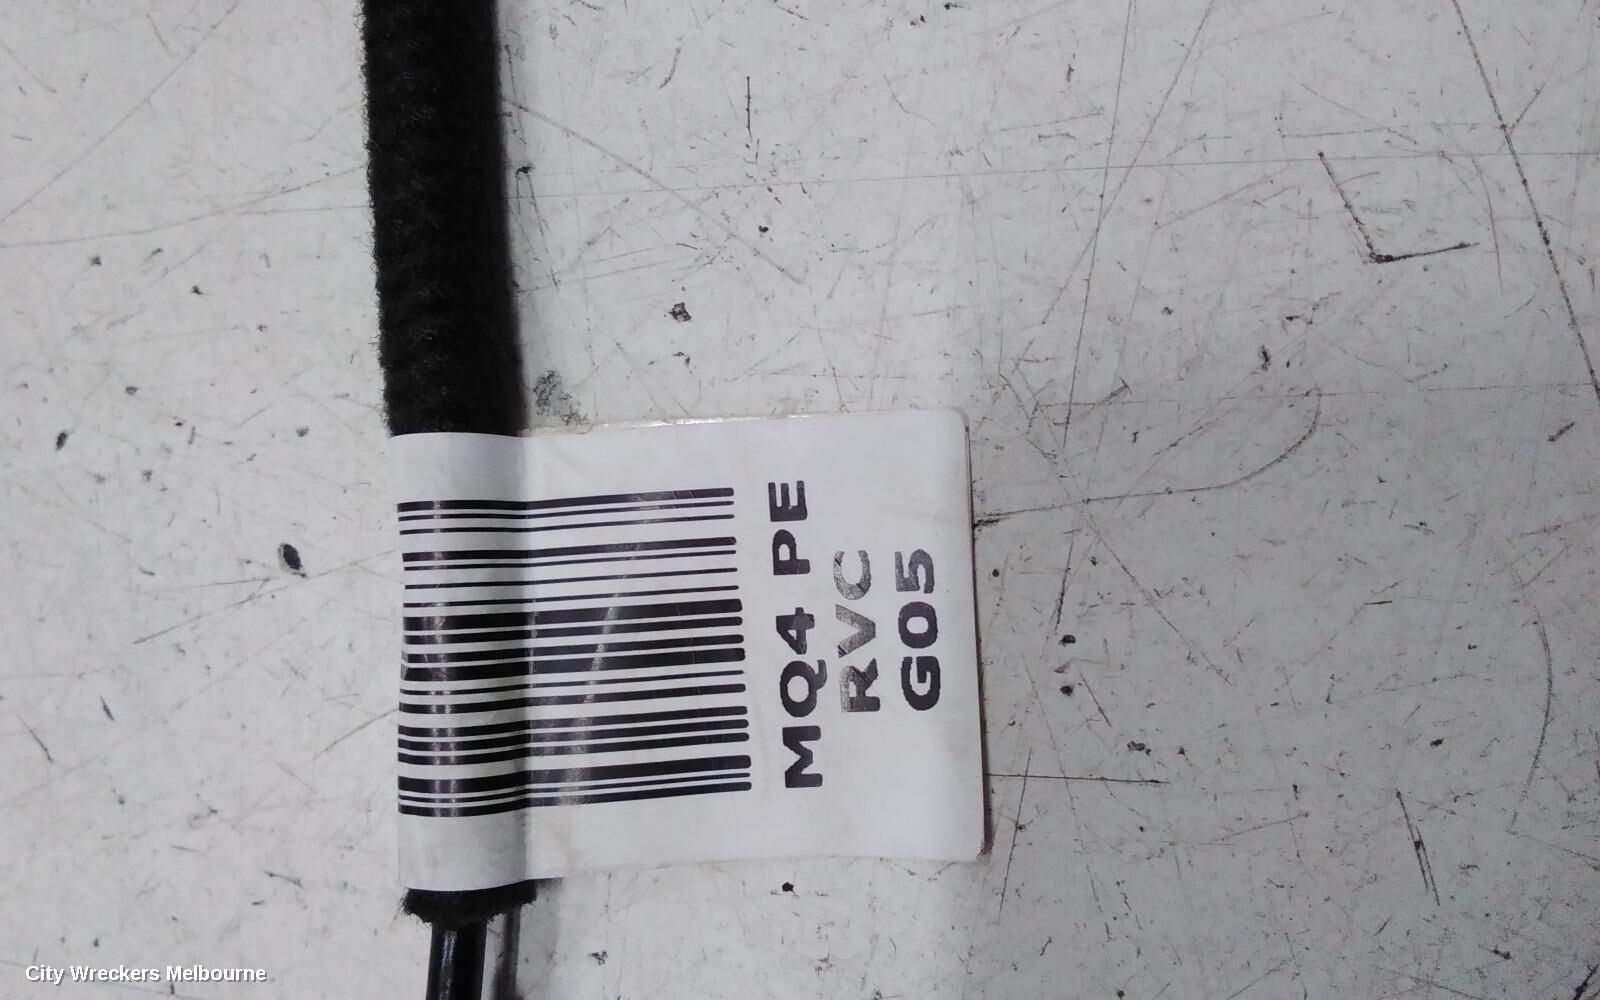 MQ4 PE
RVC
G05
City Wreckers Melbourne